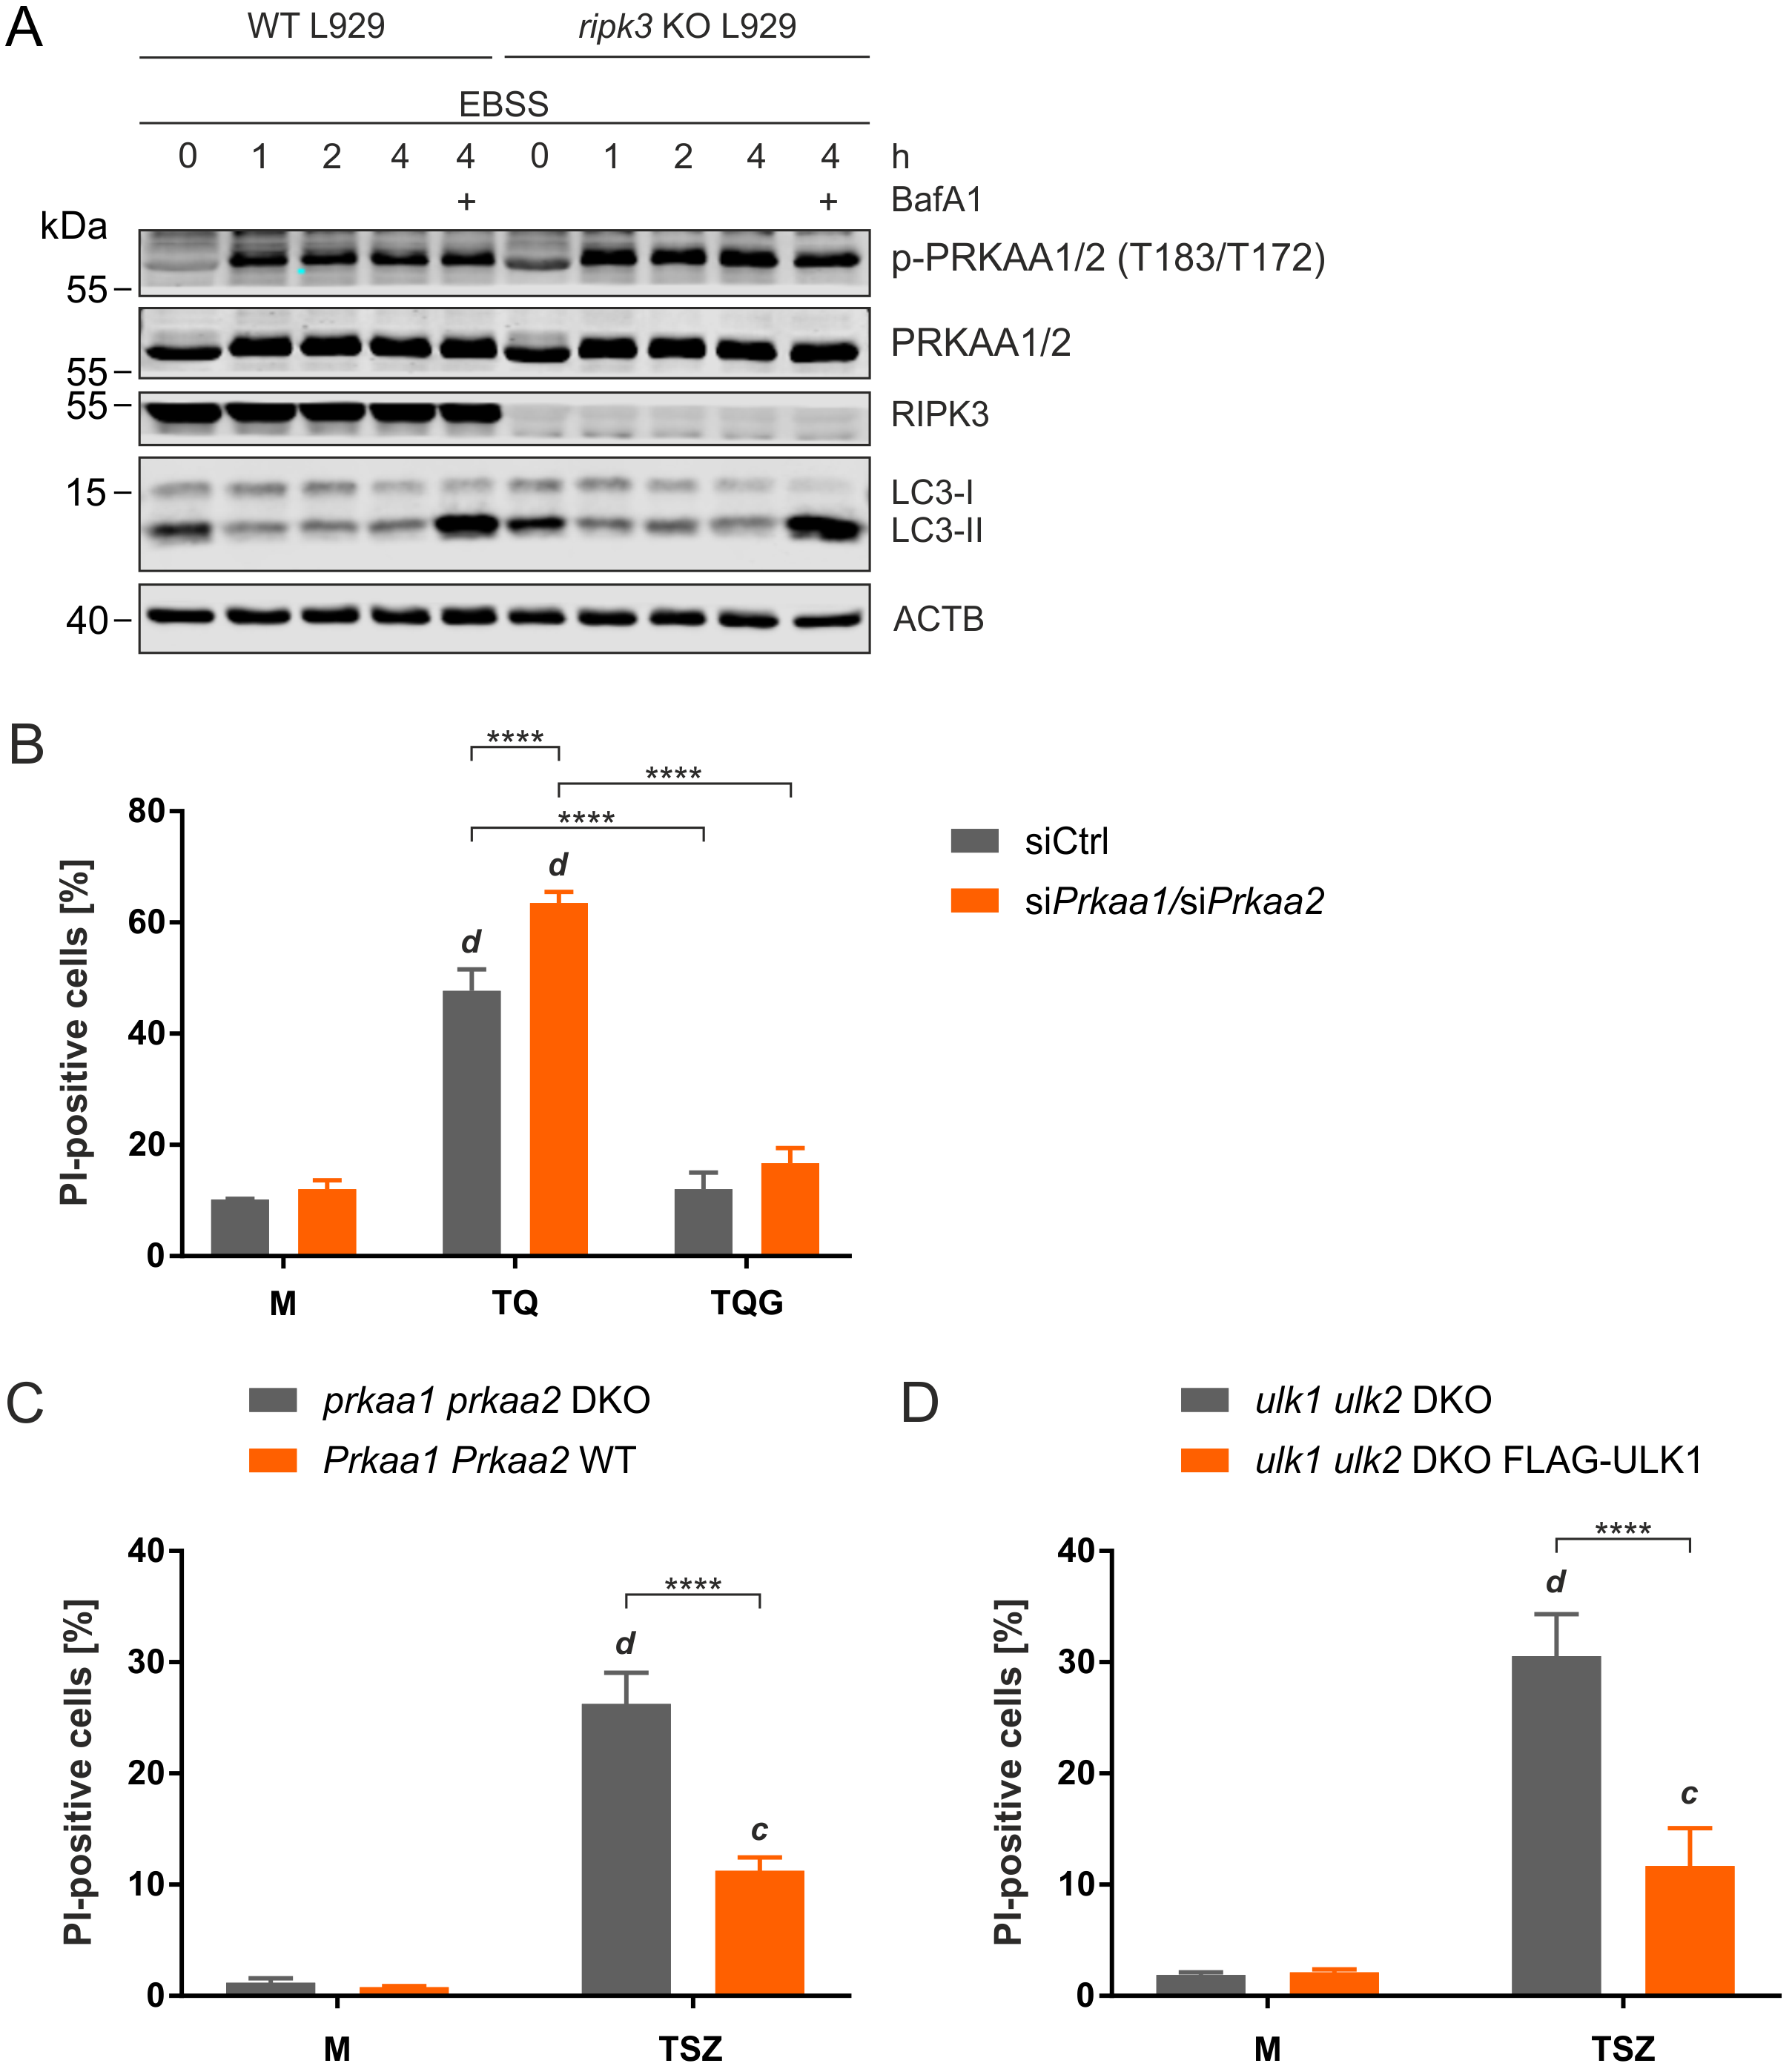 A
WT L929 ripk3 KO L929
EBSS
0 1 2 4 4 0 1 2 4 4 h
+ + BafA1
kDa
p-PRKAA1/2 (T183/T172)
55
PRKAA1/2
55
55
RIPK3
15 LC3-I
LC3-II
40 ACTB
B
****
****
****
d
d
80
60
40
20
0
PI-positive cells [%]
M TQ TQG
siCtrl
siPrkaa1/siPrkaa2
C
prkaa1 prkaa2 DKO
Prkaa1 Prkaa2 WT
****
d
c
40
30
20
10
0
PI-positive cells [%]
M TSZ
D
ulk1 ulk2 DKO
ulk1 ulk2 DKO FLAG-ULK1
****
d
c
40
30
20
10
0
PI-positive cells [%]
M TSZ